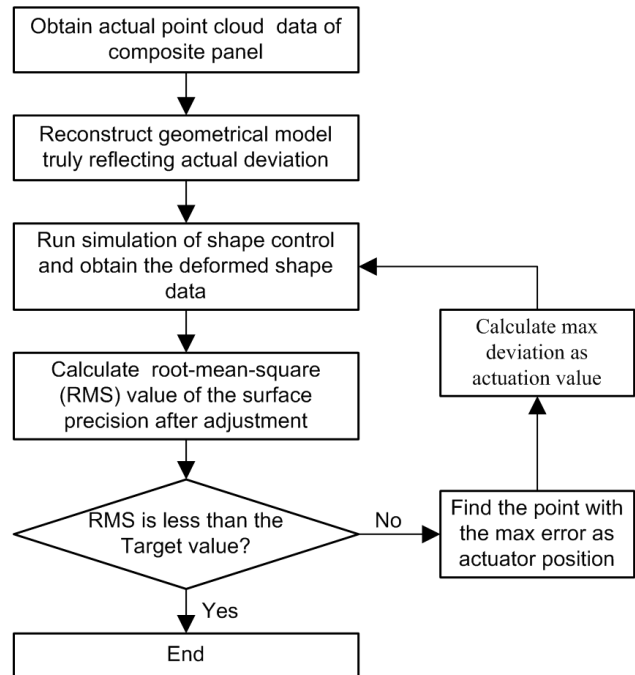 Obtain actual point cloud data of
composite panel
Reconstruct geometrical model
truly reflecting actual deviation
Run simulation of shape control
and obtain the deformed shape
data
Calculate max
deviation as
actuation value
Calculate root-mean-square
(RMS) value of the surface
precision after adjustment
RMS is less than the
Target value?
No
Find the point with
the max error as
actuator position
Yes
End